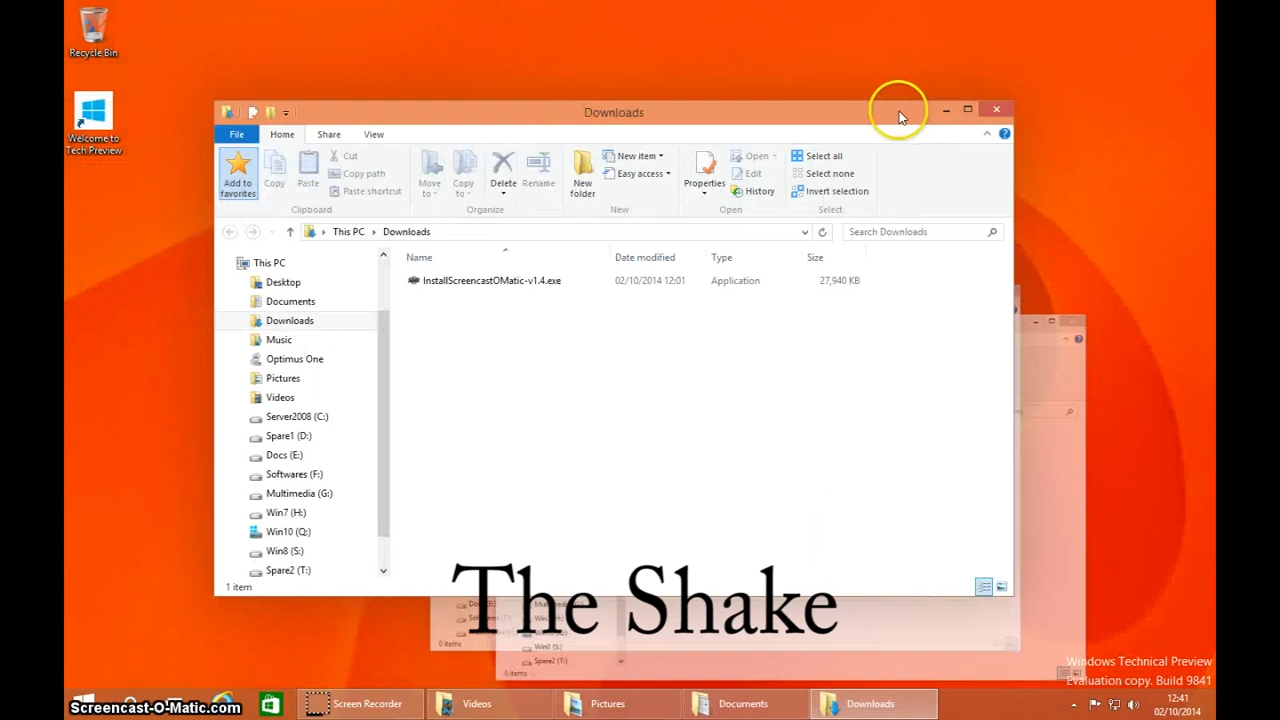 Recycle Bin
Welcome to
Tech Preview
Downloads
File Home Share View
Add to
favorites
Copy
Paste
Cut
Copy path
Paste shortcut
Clipboard
Move
to
Copy
to
Delete
Rename
Organize
New
folder
New item
Easy access
New
Properties
Open
Edit
History
Open
Select all
Select none
Invert selection
Select
This PC Downloads
Search Downloads
Name Date modified Type Size
InstallScreencastOMatic-v1.4.exe 02/10/2014 12:01 Application 27,940 KB
This PC
Desktop
Documents
Downloads
Music
Optimus One
Pictures
Videos
Server2008 (C:)
Spare1 (D:)
Docs (E:)
Softwares (F:)
Multimedia (G:)
Win7 (H:)
Win10 (Q:)
Win8 (S:)
Spare2 (T:)
1 item
The Shake
0 items
Win8 (S:)
Spare2 (T:)
0 items
Windows Technical Preview
Evaluation copy. Build 9841
Screencast-O-Matic.com
Screen Recorder
Videos
Pictures
Documents
Downloads
12:41
02/10/2014